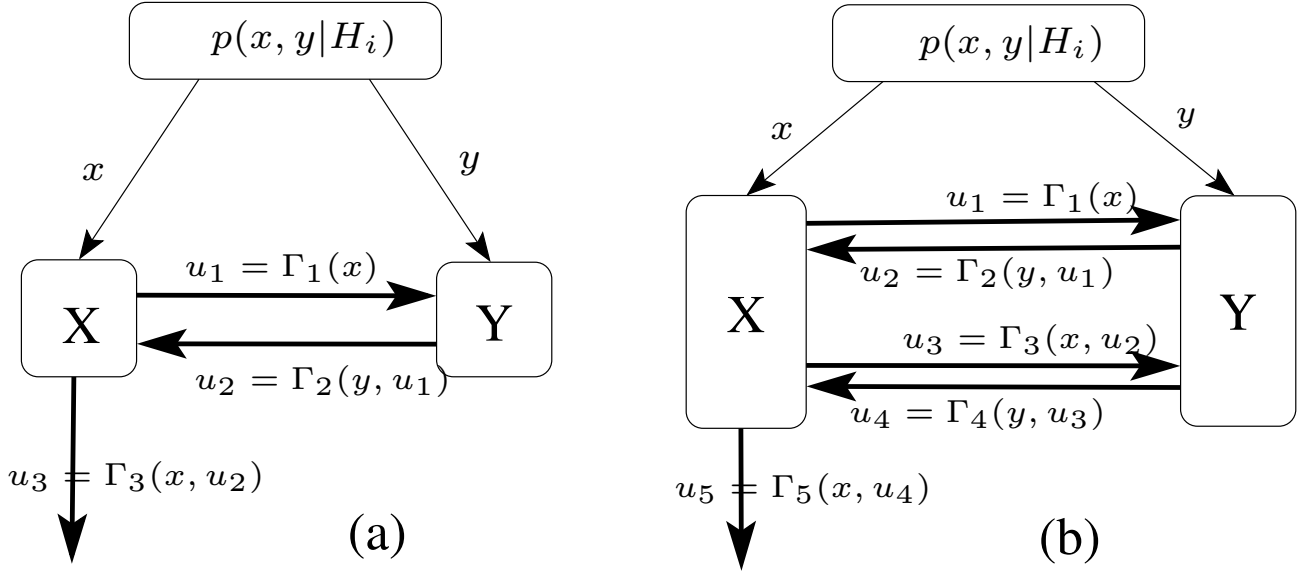 p(x, y|H_i)
x
y
u_1 = Γ_1(x)
X
Y
u_2 = Γ_2(y, u_1)
u_3 = Γ_3(x, u_2)
(a)
p(x, y|H_i)
x
y
u_1 = Γ_1(x)
u_2 = Γ_2(y, u_1)
X
Y
u_3 = Γ_3(x, u_2)
u_4 = Γ_4(y, u_3)
u_5 = Γ_5(x, u_4)
(b)